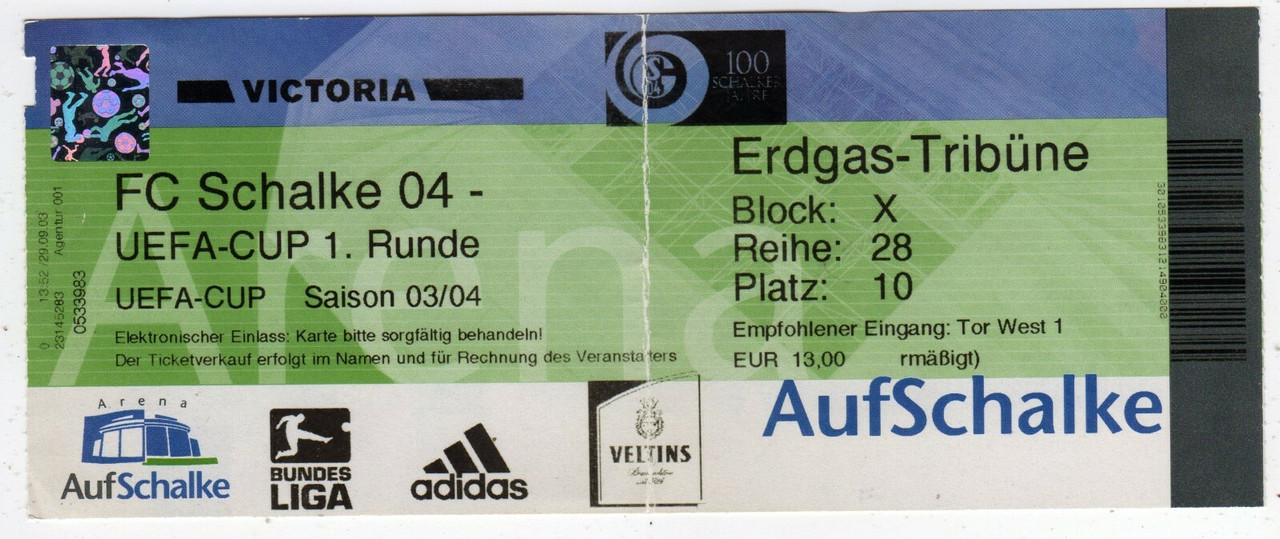 VICTORIA
S04
100
SCHALKER
JAHRE
FC Schalke 04 -
UEFA-CUP 1. Runde
UEFA-CUP Saison 03/04
Elektronischer Einlass: Karte bitte sorgfältig behandeln!
Der Ticketverkauf erfolgt im Namen und für Rechnung des Veranstalters
Erdgas-Tribüne
Block: X
Reihe: 28
Platz: 10
Empfohlener Eingang: Tor West 1
EUR 13,00 rmäßigt)
0 13:52 /29.09.03 Agentur 001
23145283
0533983
Arena
Arena
AufSchalke
BUNDES
LIGA
adidas
VELTINS
AufSchalke